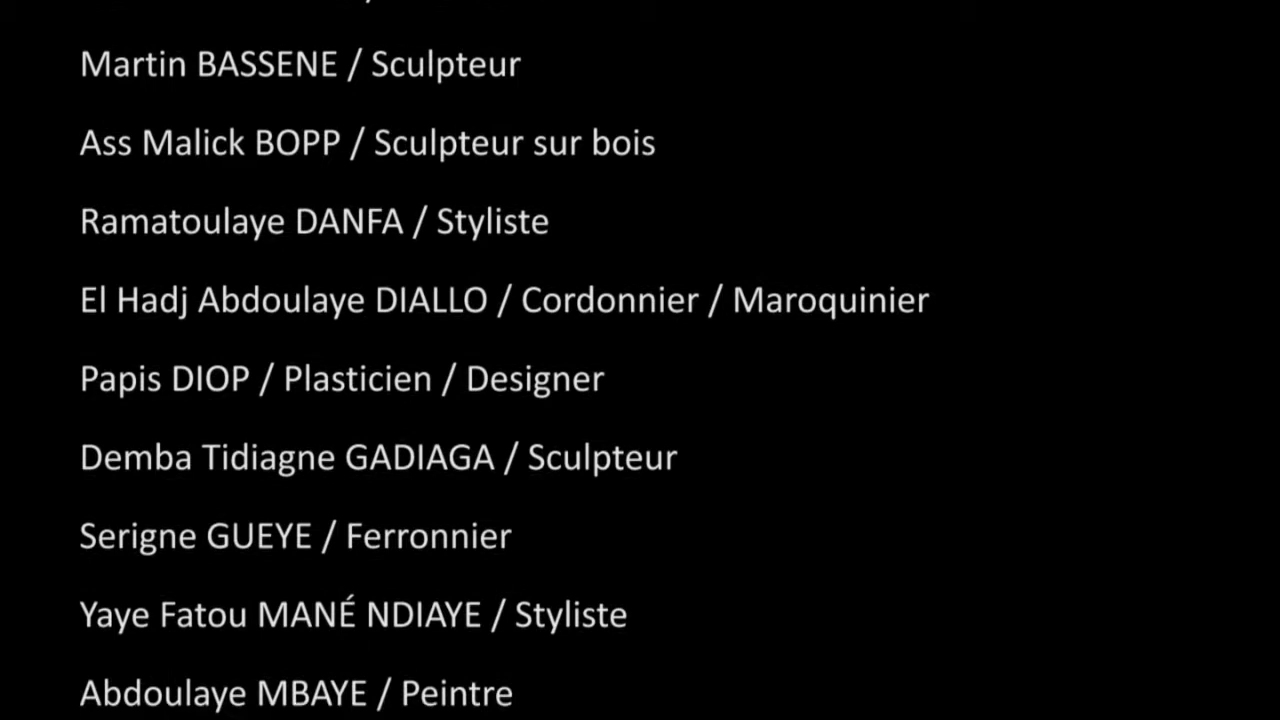 Martin BASSENE / Sculpteur
Ass Malick BOPP / Sculpteur sur bois
Ramatoulaye DANFA / Styliste
El Hadj Abdoulaye DIALLO / Cordonnier / Maroquinier
Papis DIOP / Plasticien / Designer
Demba Tidiagne GADIAGA / Sculpteur
Serigne GUEYE / Ferronnier
Yaye Fatou MANÉ NDIAYE / Styliste
Abdoulaye MBAYE / Peintre